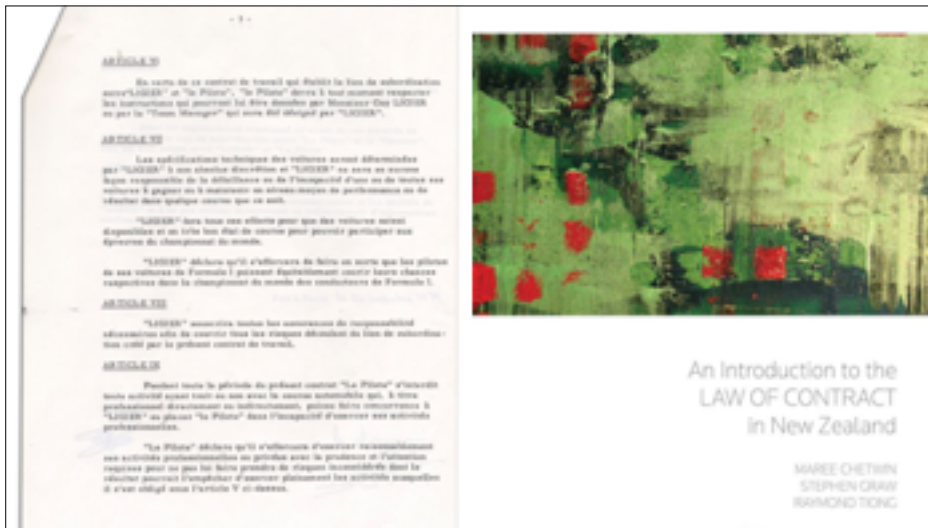 - 3 -
ARTICLE VI
En vertu de ce contrat de travail qui établit le lien de subordination
entre "LIGIER" et "le Pilote", "le Pilote" devra à tout moment respecter
les instructions qui pourront lui être données par Monsieur Guy LIGIER
ou par le "Team Manager" qui sera été désigné par "LIGIER".
ARTICLE VII
Les spécifications techniques des voitures seront déterminées
par "LIGIER" à son absolue discrétion et "LIGIER" ne sera en aucune
façon responsable de la défaillance ou de l'incapacité d'une ou de toutes ses
voitures à gagner ou à maintenir un niveau moyen de performance ou de
vitesse dans quelque course que ce soit.
"LIGIER" fera tous ses efforts pour que des voitures soient
disponibles et en très bon état de course pour pouvoir participer aux
épreuves du championnat du monde.
"LIGIER" déclare qu'il s'efforcera de faire en sorte que les pilotes
de ses voitures de Formule I puissent équitablement courir leurs chances
respectives dans le championnat du monde des conducteurs de Formule I.
ARTICLE VIII
"LIGIER" souscrira toutes les assurances de responsabilité
nécessaires afin de couvrir tous les risques découlant du lien de subordina-
tion créé par le présent contrat de travail.
ARTICLE IX
Pendant toute la période du présent contrat "Le Pilote" s'interdit
toute activité ayant trait ou non avec la course automobile qui, à titre
professionnel directement ou indirectement, puisse faire concurrence à
"LIGIER" ou placer "le Pilote" dans l'incapacité d'exercer ses activités
professionnelles.
"Le Pilote" déclare qu'il s'efforcera d'exercer raisonnablement
ses activités professionnelles ou privées avec la prudence et l'attention
requises pour ne pas lui faire prendre de risques inconsidérés dont le
résultat pourrait l'empêcher d'exercer pleinement les activités auxquelles
il s'est obligé sous l'article V ci-dessus.
An Introduction to the
LAW OF CONTRACT
in New Zealand
MAREE CHETWIN
STEPHEN GRAW
RAYMOND TIONG